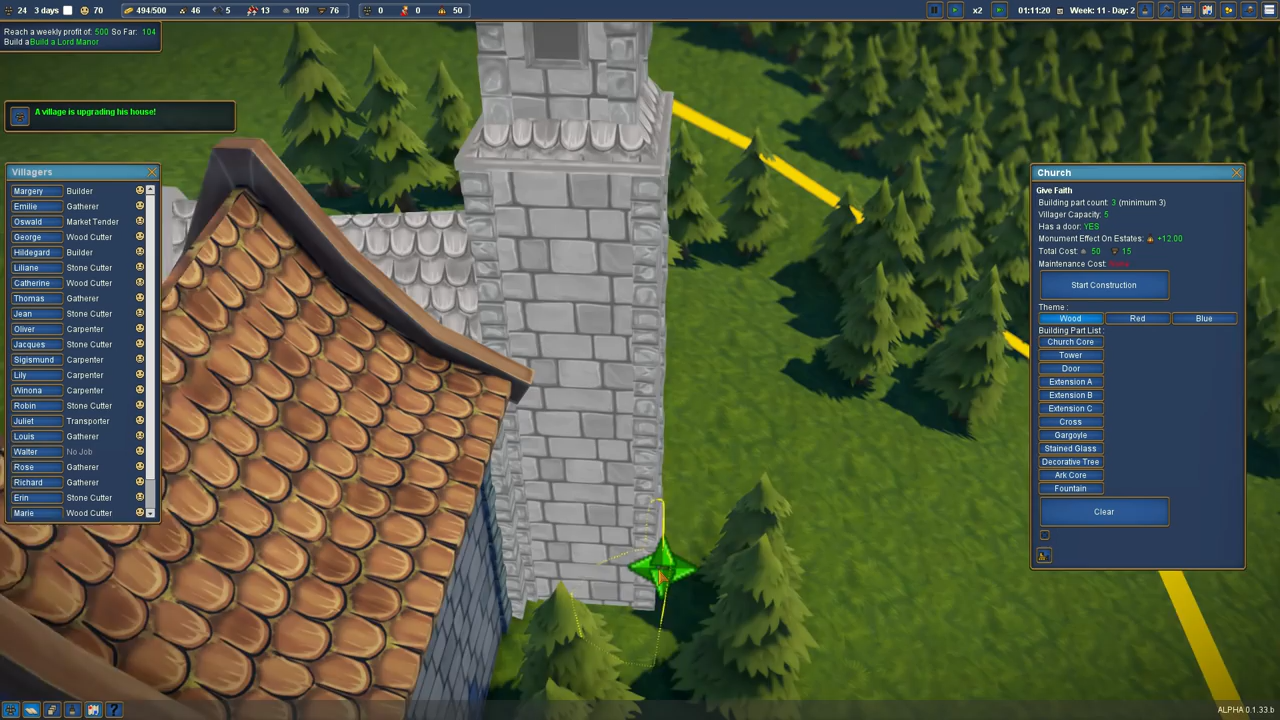 24 3 days 70 494/500 46 5 13 109 76 0 0 50 x2 01:11:20 Week: 11 - Day: 2
Reach a weekly profit of: 500 So Far: 104
Build a Build a Lord Manor
A village is upgrading his house!
Villagers
Margery Builder
Emilie Gatherer
Oswald Market Tender
George Wood Cutter
Hildegard Builder
Liliane Stone Cutter
Catherine Wood Cutter
Thomas Gatherer
Jean Stone Cutter
Oliver Carpenter
Jacques Stone Cutter
Sigismund Carpenter
Lily Carpenter
Winona Carpenter
Robin Stone Cutter
Juliet Transporter
Louis Gatherer
Walter No Job
Rose Gatherer
Richard Gatherer
Erin Stone Cutter
Marie Wood Cutter
Church
Give Faith
Building part count: 3 (minimum 3)
Villager Capacity: 5
Has a door: YES
Monument Effect On Estates: +12.00
Total Cost: 50 15
Maintenance Cost:
Start Construction
Theme :
Wood Red Blue
Building Part List :
Church Core
Tower
Door
Extension A
Extension B
Extension C
Cross
Gargoyle
Stained Glass
Decorative Tree
Ark Core
Fountain
Clear
ALPHA 0.1.33.b